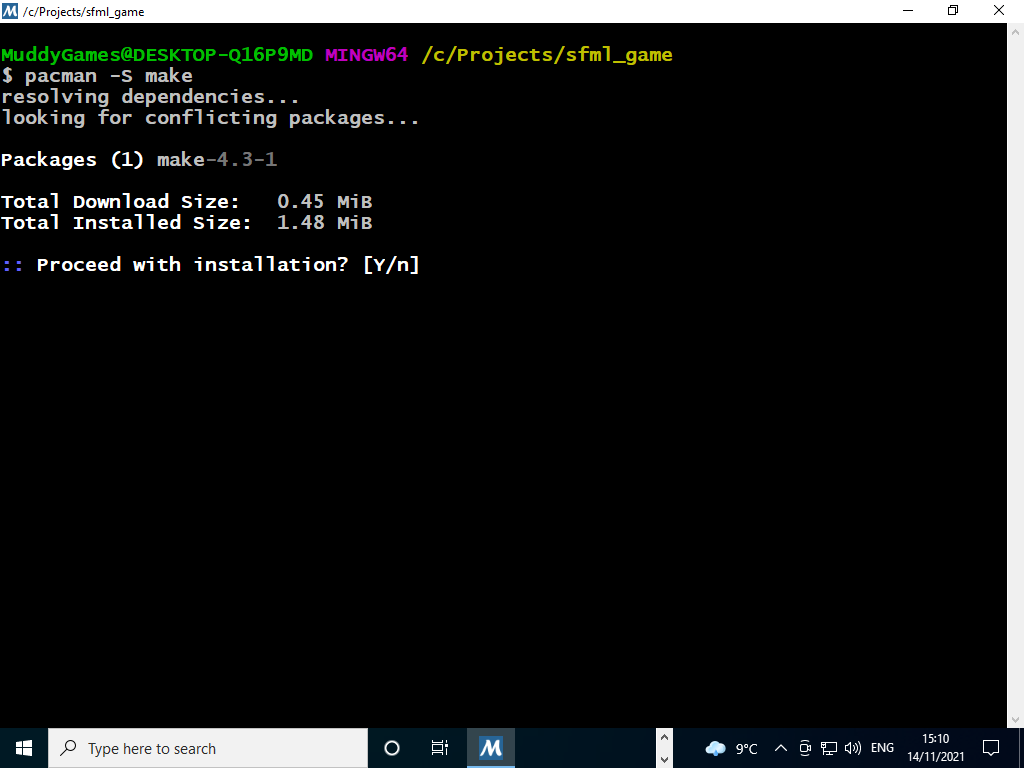 /c/Projects/sfml_game
MuddyGames@DESKTOP-Q16P9MD MINGW64 /c/Projects/sfml_game
$ pacman -S make
resolving dependencies...
looking for conflicting packages...
Packages (1) make-4.3-1
Total Download Size:   0.45 MiB
Total Installed Size:  1.48 MiB
:: Proceed with installation? [Y/n]
Type here to search
9°C
ENG
15:10
14/11/2021